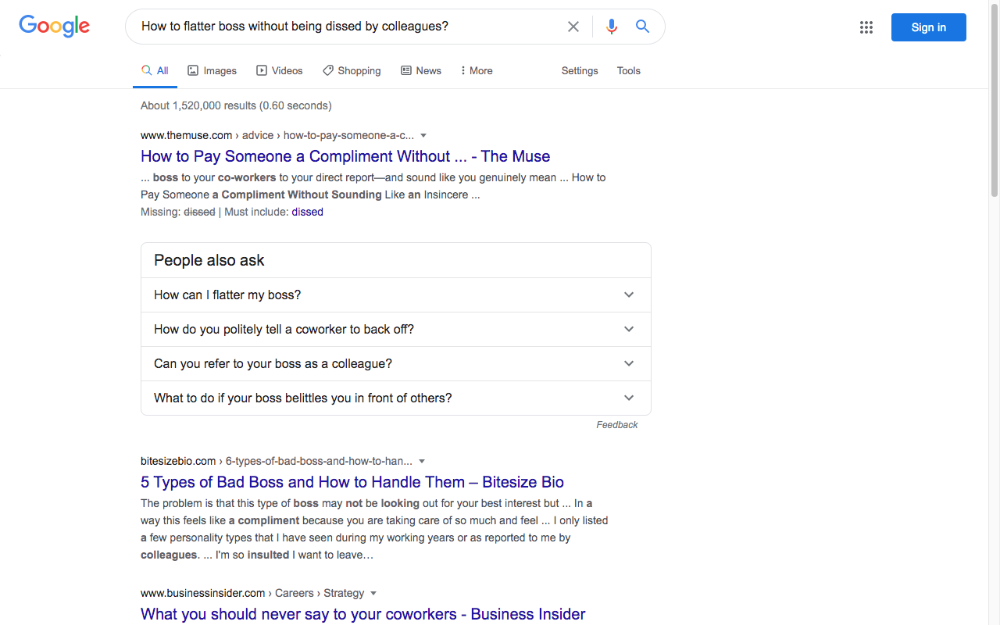 Google
How to flatter boss without being dissed by colleagues?
Sign in
All Images Videos Shopping News More Settings Tools
About 1,520,000 results (0.60 seconds)
www.themuse.com › advice › how-to-pay-someone-a-c...
How to Pay Someone a Compliment Without ... - The Muse
... boss to your co-workers to your direct report—and sound like you genuinely mean ... How to
Pay Someone a Compliment Without Sounding Like an Insincere ...
Missing: dissed | Must include: dissed
People also ask
How can I flatter my boss?
How do you politely tell a coworker to back off?
Can you refer to your boss as a colleague?
What to do if your boss belittles you in front of others?
Feedback
bitesizebio.com › 6-types-of-bad-boss-and-how-to-han...
5 Types of Bad Boss and How to Handle Them – Bitesize Bio
The problem is that this type of boss may not be looking out for your best interest but ... In a
way this feels like a compliment because you are taking care of so much and feel ... I only listed
a few personality types that I have seen during my working years or as reported to me by
colleagues. ... I'm so insulted I want to leave…
www.businessinsider.com › Careers › Strategy
What you should never say to your coworkers - Business Insider